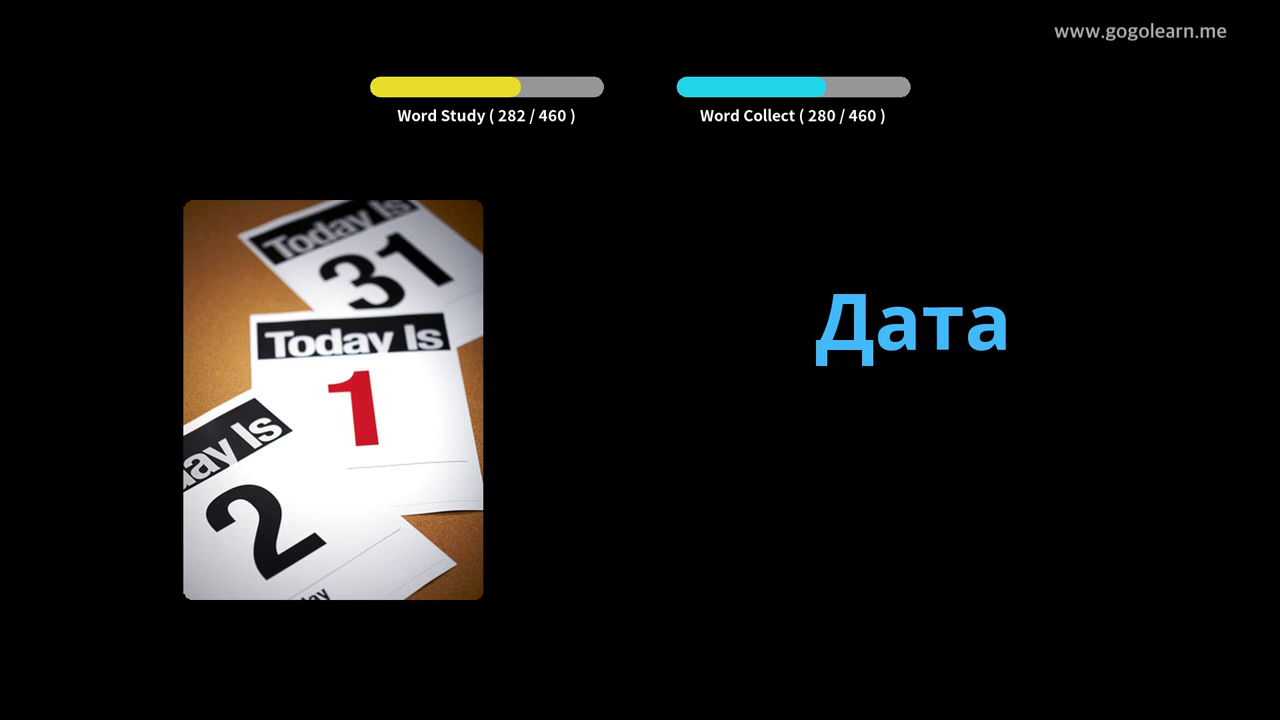 www.gogolearn.me
Word Study ( 282 / 460 )
Word Collect ( 280 / 460 )
Today Is
31
Today Is
1
day Is
2
Дата